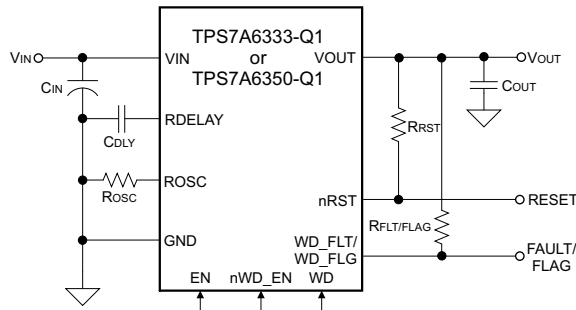 TPS7A6333-Q1
or
TPS7A6350-Q1
VIN
VIN
VOUT
VOUT
CIN
COUT
RDELAY
CDLY
RRST
ROSC
ROSC
nRST
RESET
RFLT/FLAG
GND
WD_FLT/
WD_FLG
FAULT/
FLAG
EN
nWD_EN
WD